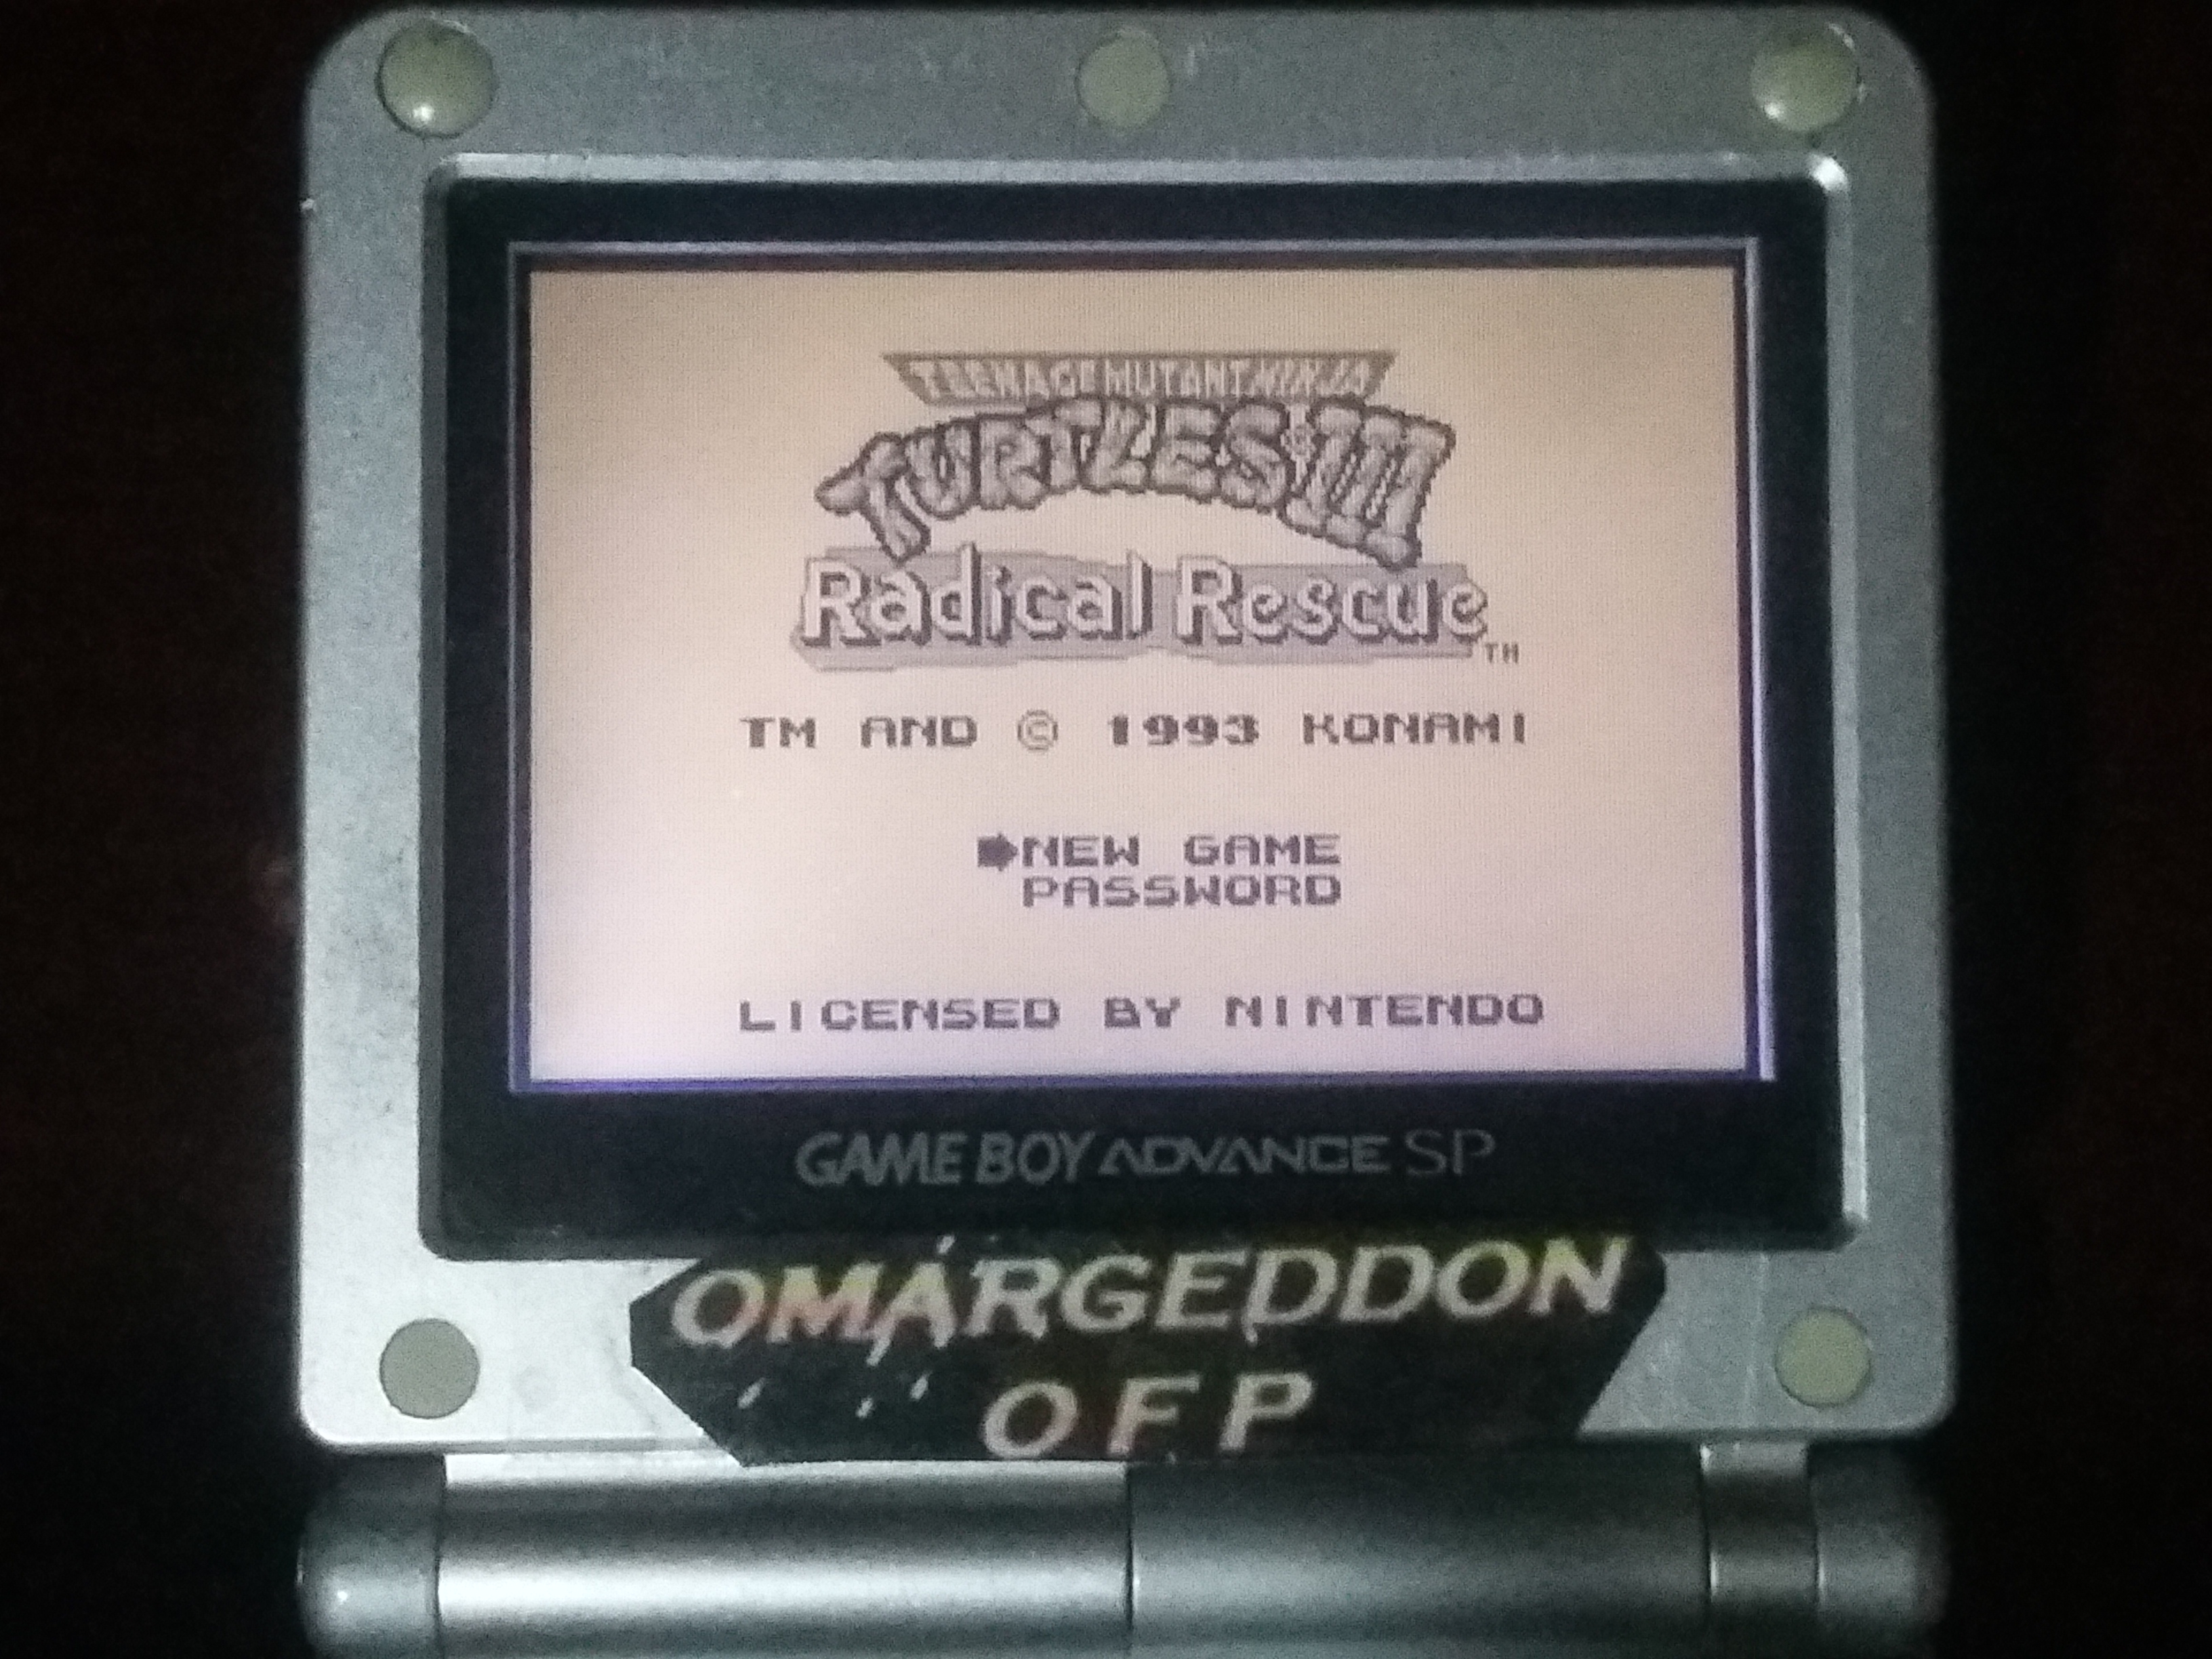 TEENAGE MUTANT NINJA
TURTLES III
Radical Rescue
TM
TM AND © 1993 KONAMI
NEW GAME
PASSWORD
LICENSED BY NINTENDO
GAME BOY ADVANCE SP
OMARGEDDON
OFP